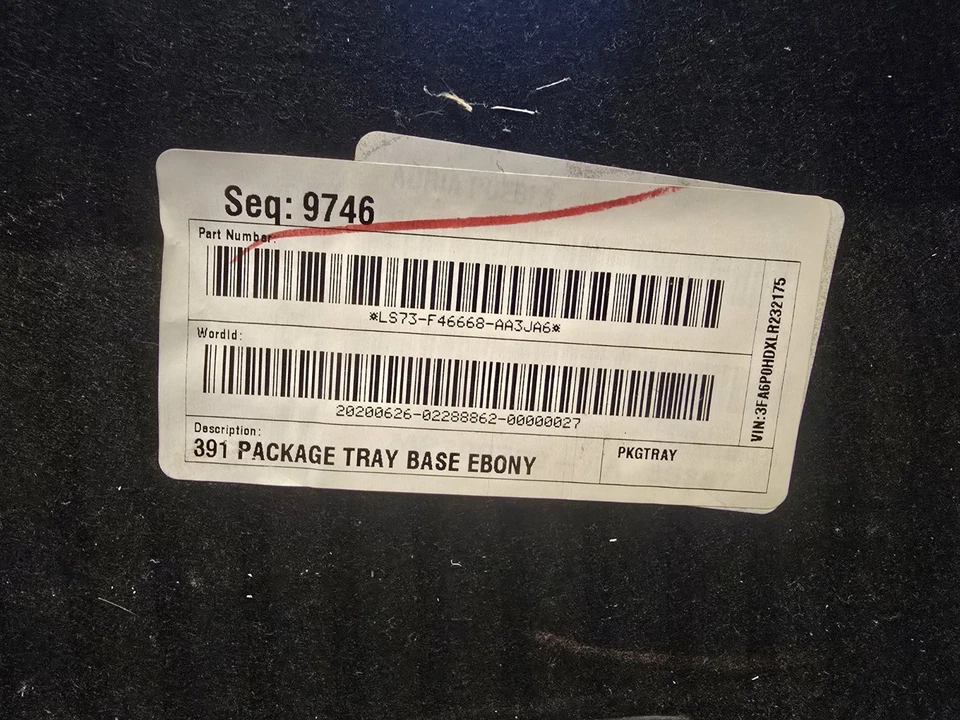 Seq: 9746
Part Number:
*LS73-F46668-AA3JA6*
WordId:
20200626-02288862-00000027
Description:
391 PACKAGE TRAY BASE EBONY
PKGTRAY
VIN:3FA6P0HDXLR232175